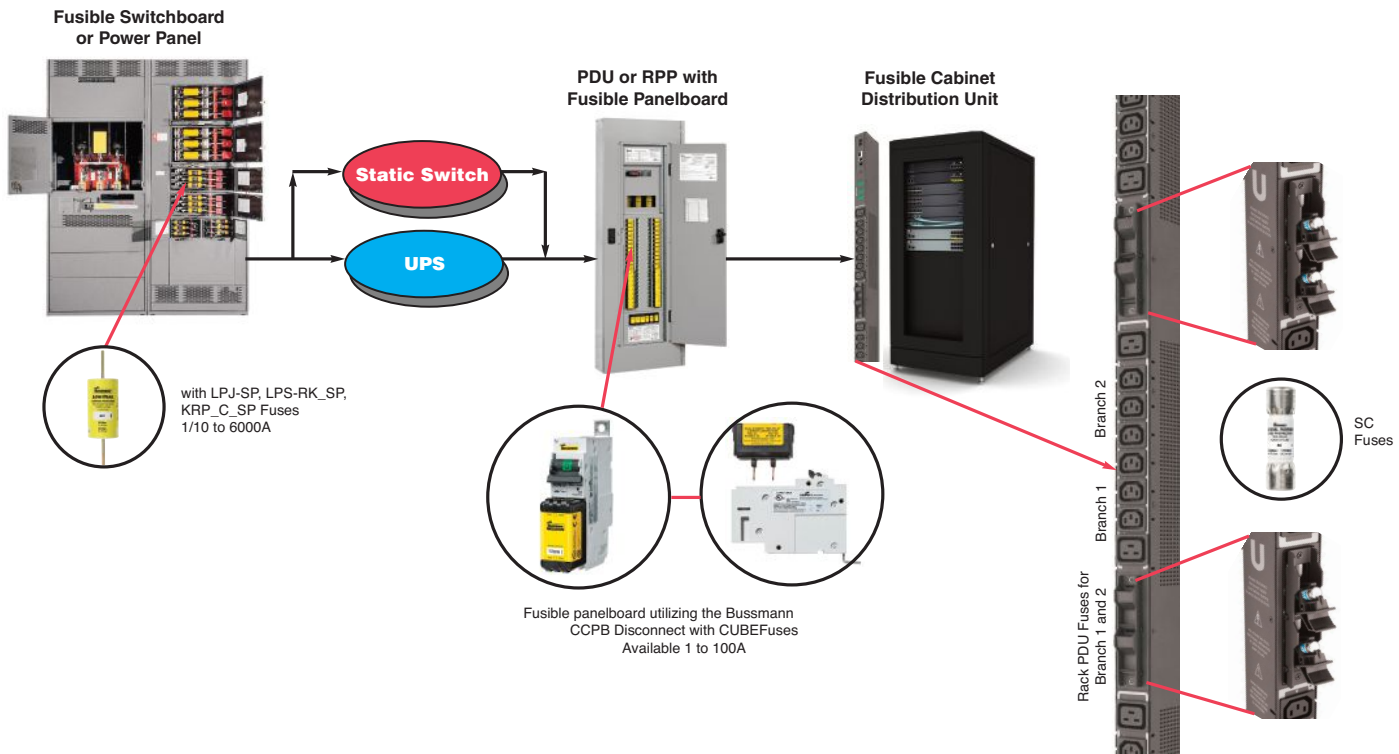 Fusible Switchboard
or Power Panel
PDU or RPP with
Fusible Panelboard
Fusible Cabinet
Distribution Unit
Static Switch
UPS
with LPJ-SP, LPS-RK_SP,
KRP_C_SP Fuses
1/10 to 6000A
Fusible panelboard utilizing the Bussmann
CCPB Disconnect with CUBEFuses
Available 1 to 100A
Branch 2
Branch 1
Rack PDU Fuses for
Branch 1 and 2
SC
Fuses